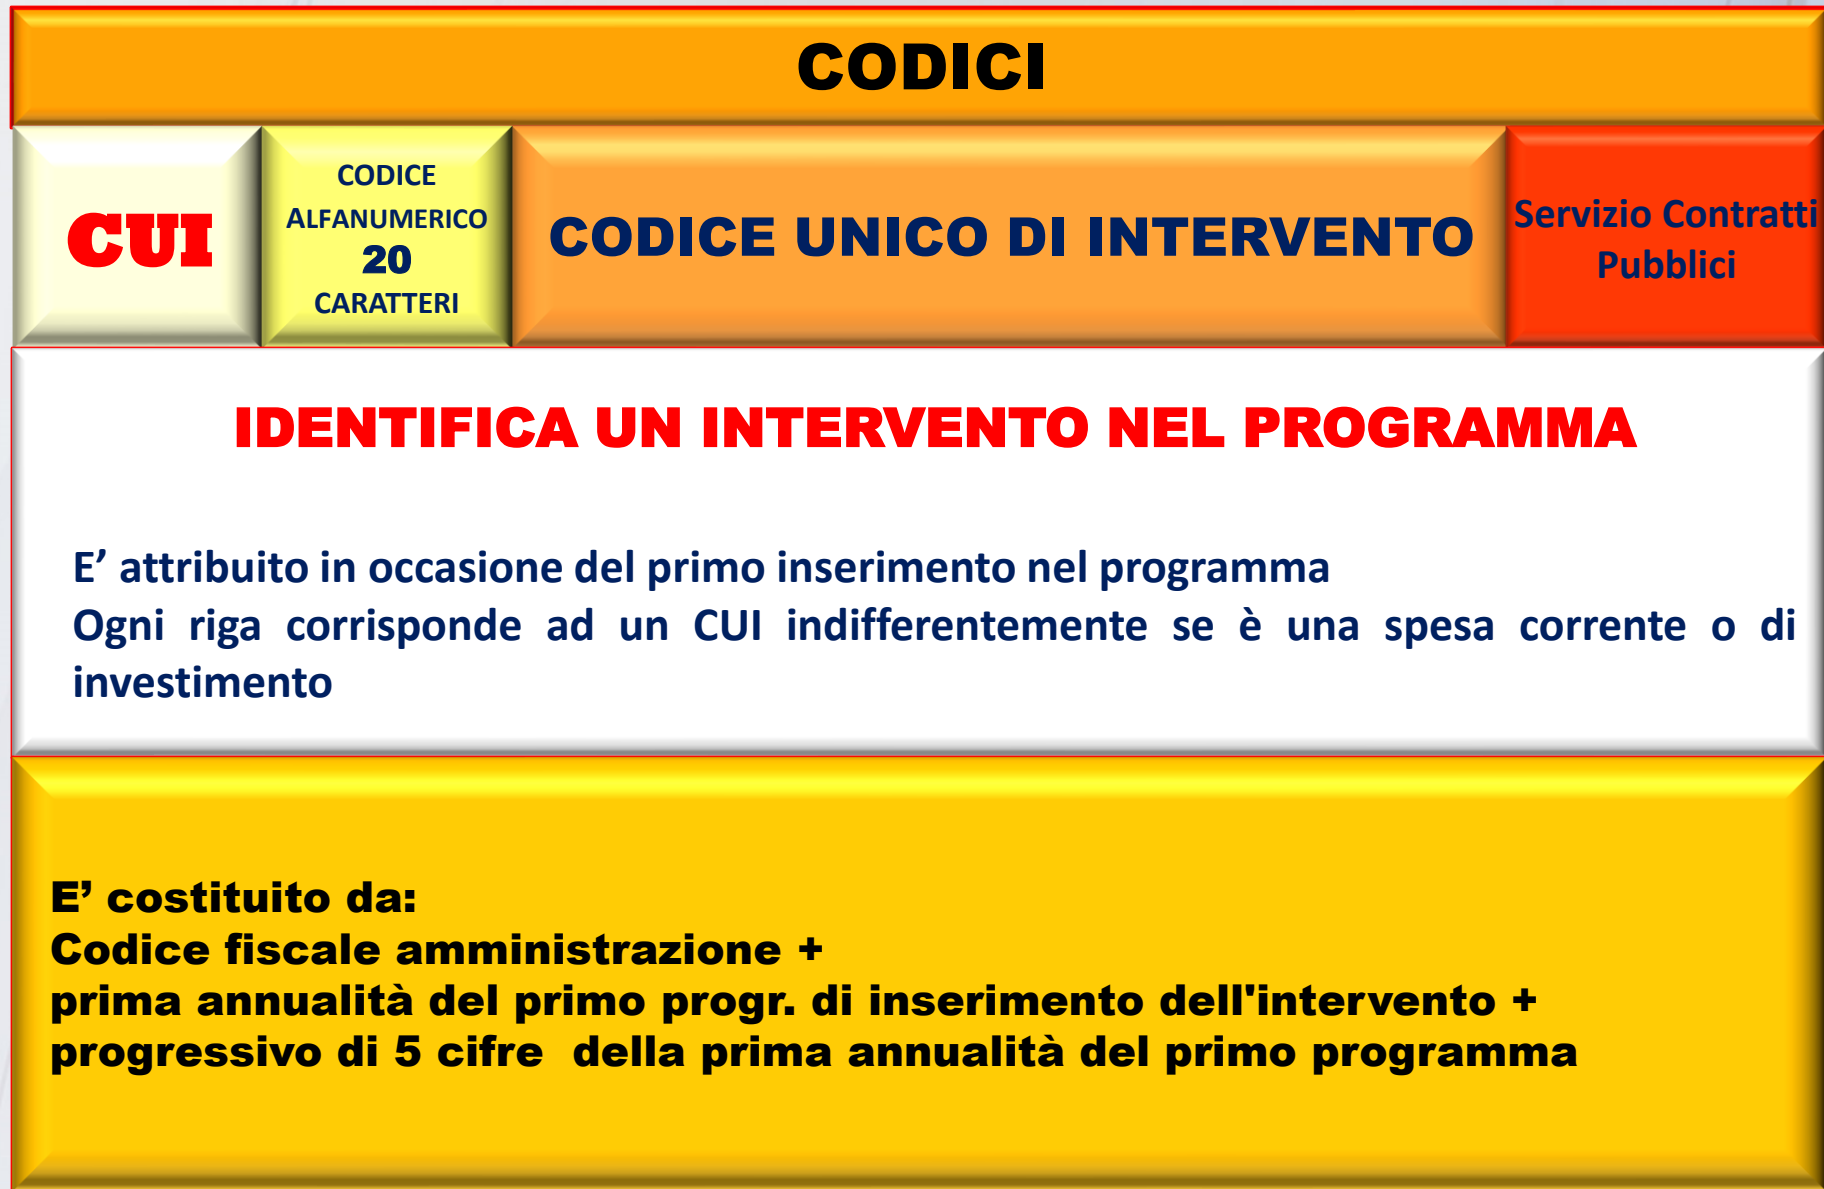 CODICI
CUI
CODICE
ALFANUMERICO
20
CARATTERI
CODICE UNICO DI INTERVENTO
Servizio Contratti
Pubblici
IDENTIFICA UN INTERVENTO NEL PROGRAMMA
E’ attribuito in occasione del primo inserimento nel programma
Ogni riga corrisponde ad un CUI indifferentemente se è una spesa corrente o di
investimento
E’ costituito da:
Codice fiscale amministrazione +
prima annualità del primo progr. di inserimento dell'intervento +
progressivo di 5 cifre della prima annualità del primo programma